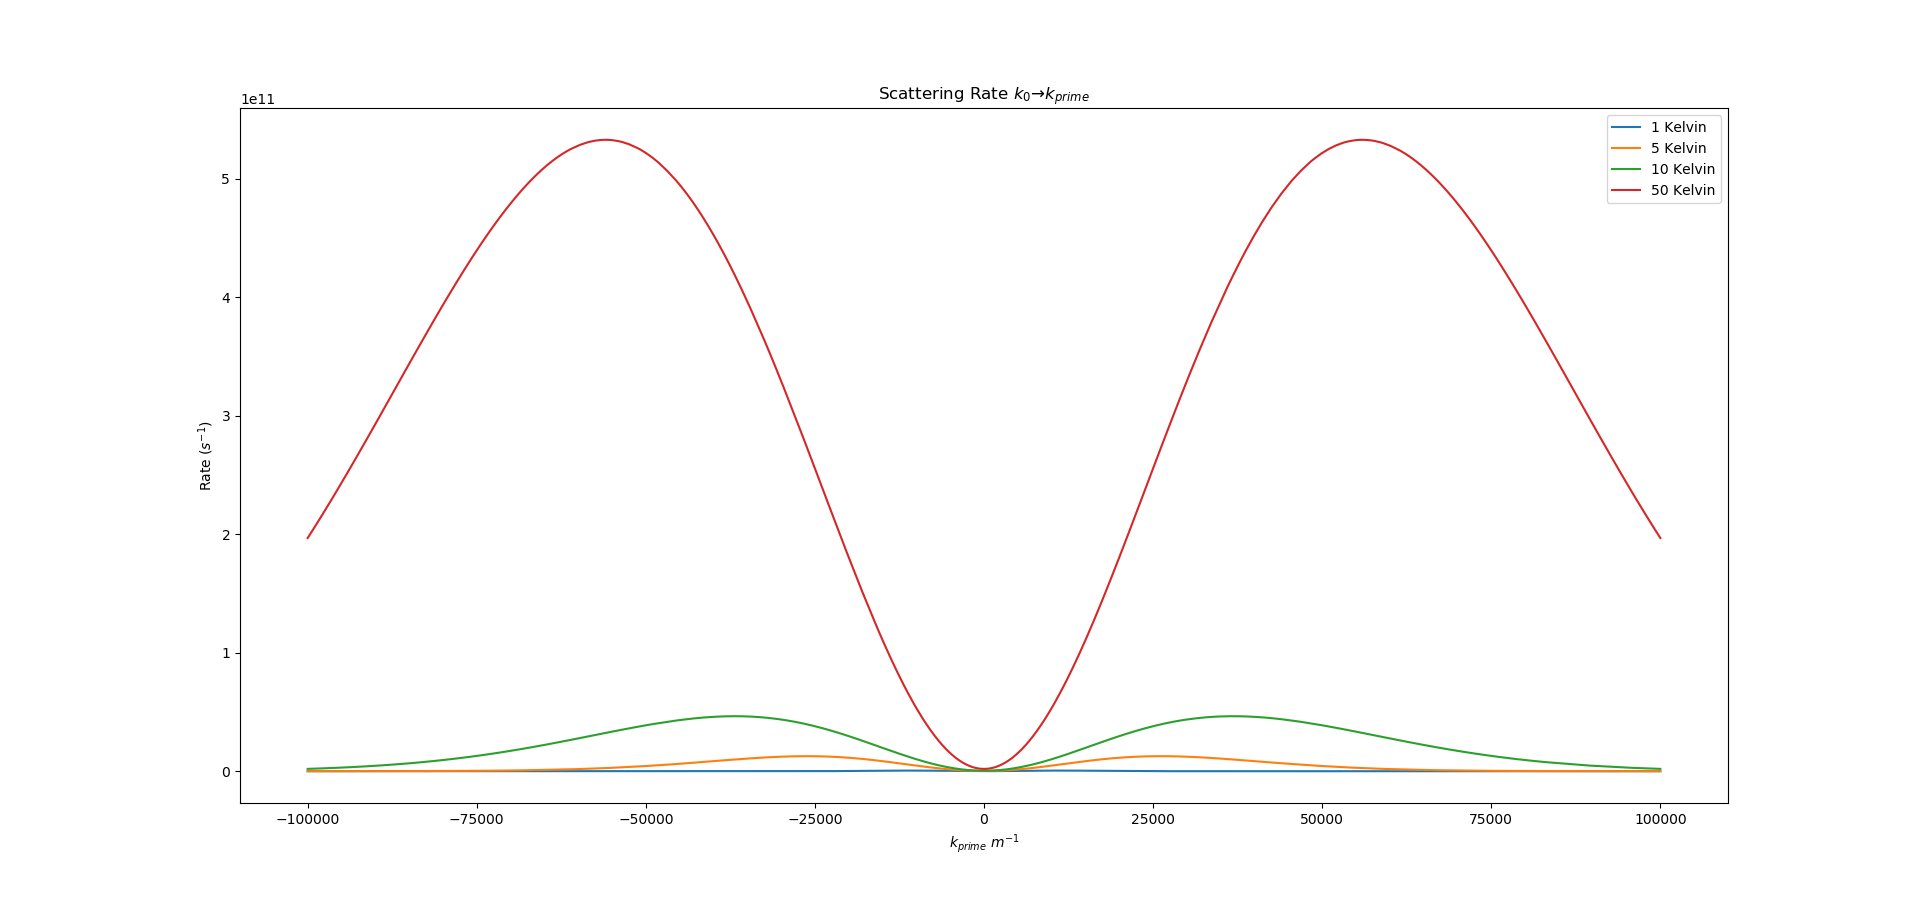 Scattering Rate k₀→kₚᵣᵢₘₑ
1e11
1 Kelvin
5 Kelvin
10 Kelvin
50 Kelvin
5
4
3
2
1
0
Rate (s⁻¹)
−100000 −75000 −50000 −25000 0 25000 50000 75000 100000
k_prime m⁻¹